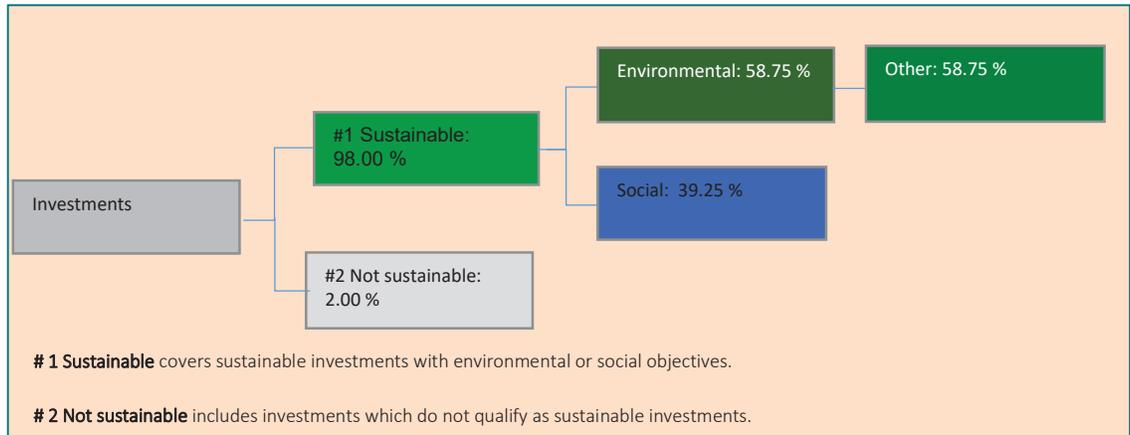 Investments
#1 Sustainable:
98.00 %
#2 Not sustainable:
2.00 %
Environmental: 58.75 %
Social: 39.25 %
Other: 58.75 %
# 1 Sustainable covers sustainable investments with environmental or social objectives.
# 2 Not sustainable includes investments which do not qualify as sustainable investments.